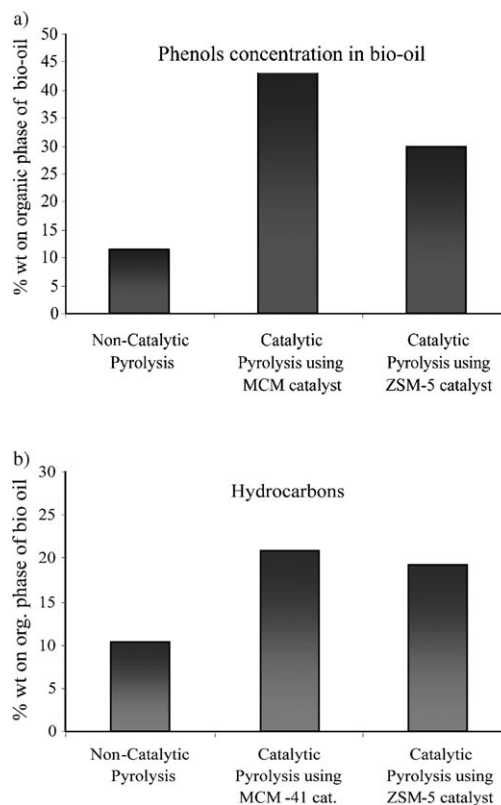 a)
50
Phenols concentration in bio-oil
45
40
35
30
25
20
15
10
5
0
% wt on organic phase of bio-oil
Non-Catalytic
Pyrolysis
Catalytic
Pyrolysis using
MCM catalyst
Catalytic
Pyrolysis using
ZSM-5 catalyst
b)
30
Hydrocarbons
25
20
15
10
5
0
% wt on org. phase of bio oil
Non-Catalytic
Pyrolysis
Catalytic
Pyrolysis using
MCM -41 cat.
Catalytic
Pyrolysis using
ZSM-5 catalyst